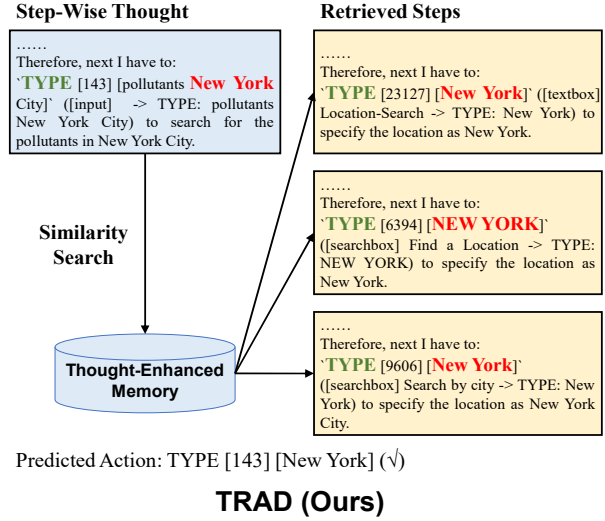 Step-Wise Thought
……
Therefore, next I have to:
`TYPE [143] [pollutants New York
City]` ([input] -> TYPE: pollutants
New York City) to search for the
pollutants in New York City.
Similarity
Search
Thought-Enhanced
Memory
Retrieved Steps
……
Therefore, next I have to:
`TYPE [23127] [New York]` ([textbox]
Location-Search -> TYPE: New York) to
specify the location as New York.
……
Therefore, next I have to:
`TYPE [6394] [NEW YORK]`
([searchbox] Find a Location -> TYPE:
NEW YORK) to specify the location as
New York.
……
Therefore, next I have to:
`TYPE [9606] [New York]`
([searchbox] Search by city -> TYPE: New
York) to specify the location as New York
City.
Predicted Action: TYPE [143] [New York] (√)
TRAD (Ours)